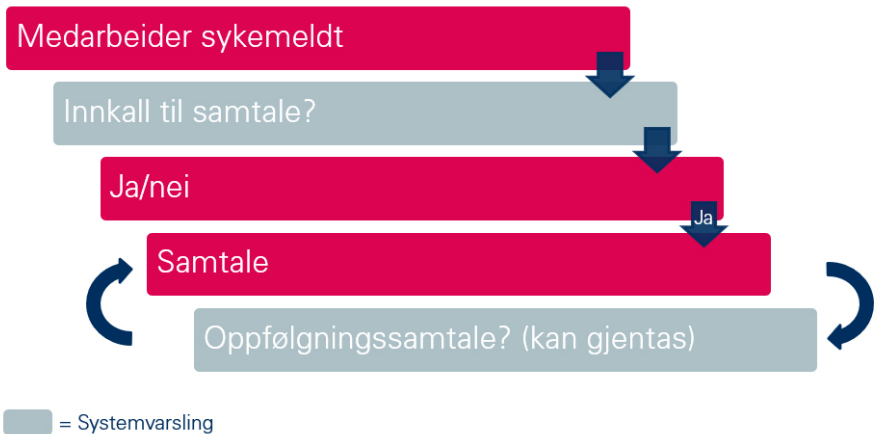 Medarbeider sykemeldt
Innkall til samtale?
Ja/nei
Ja
Samtale
Oppfølgningssamtale? (kan gjentas)
= Systemvarsling